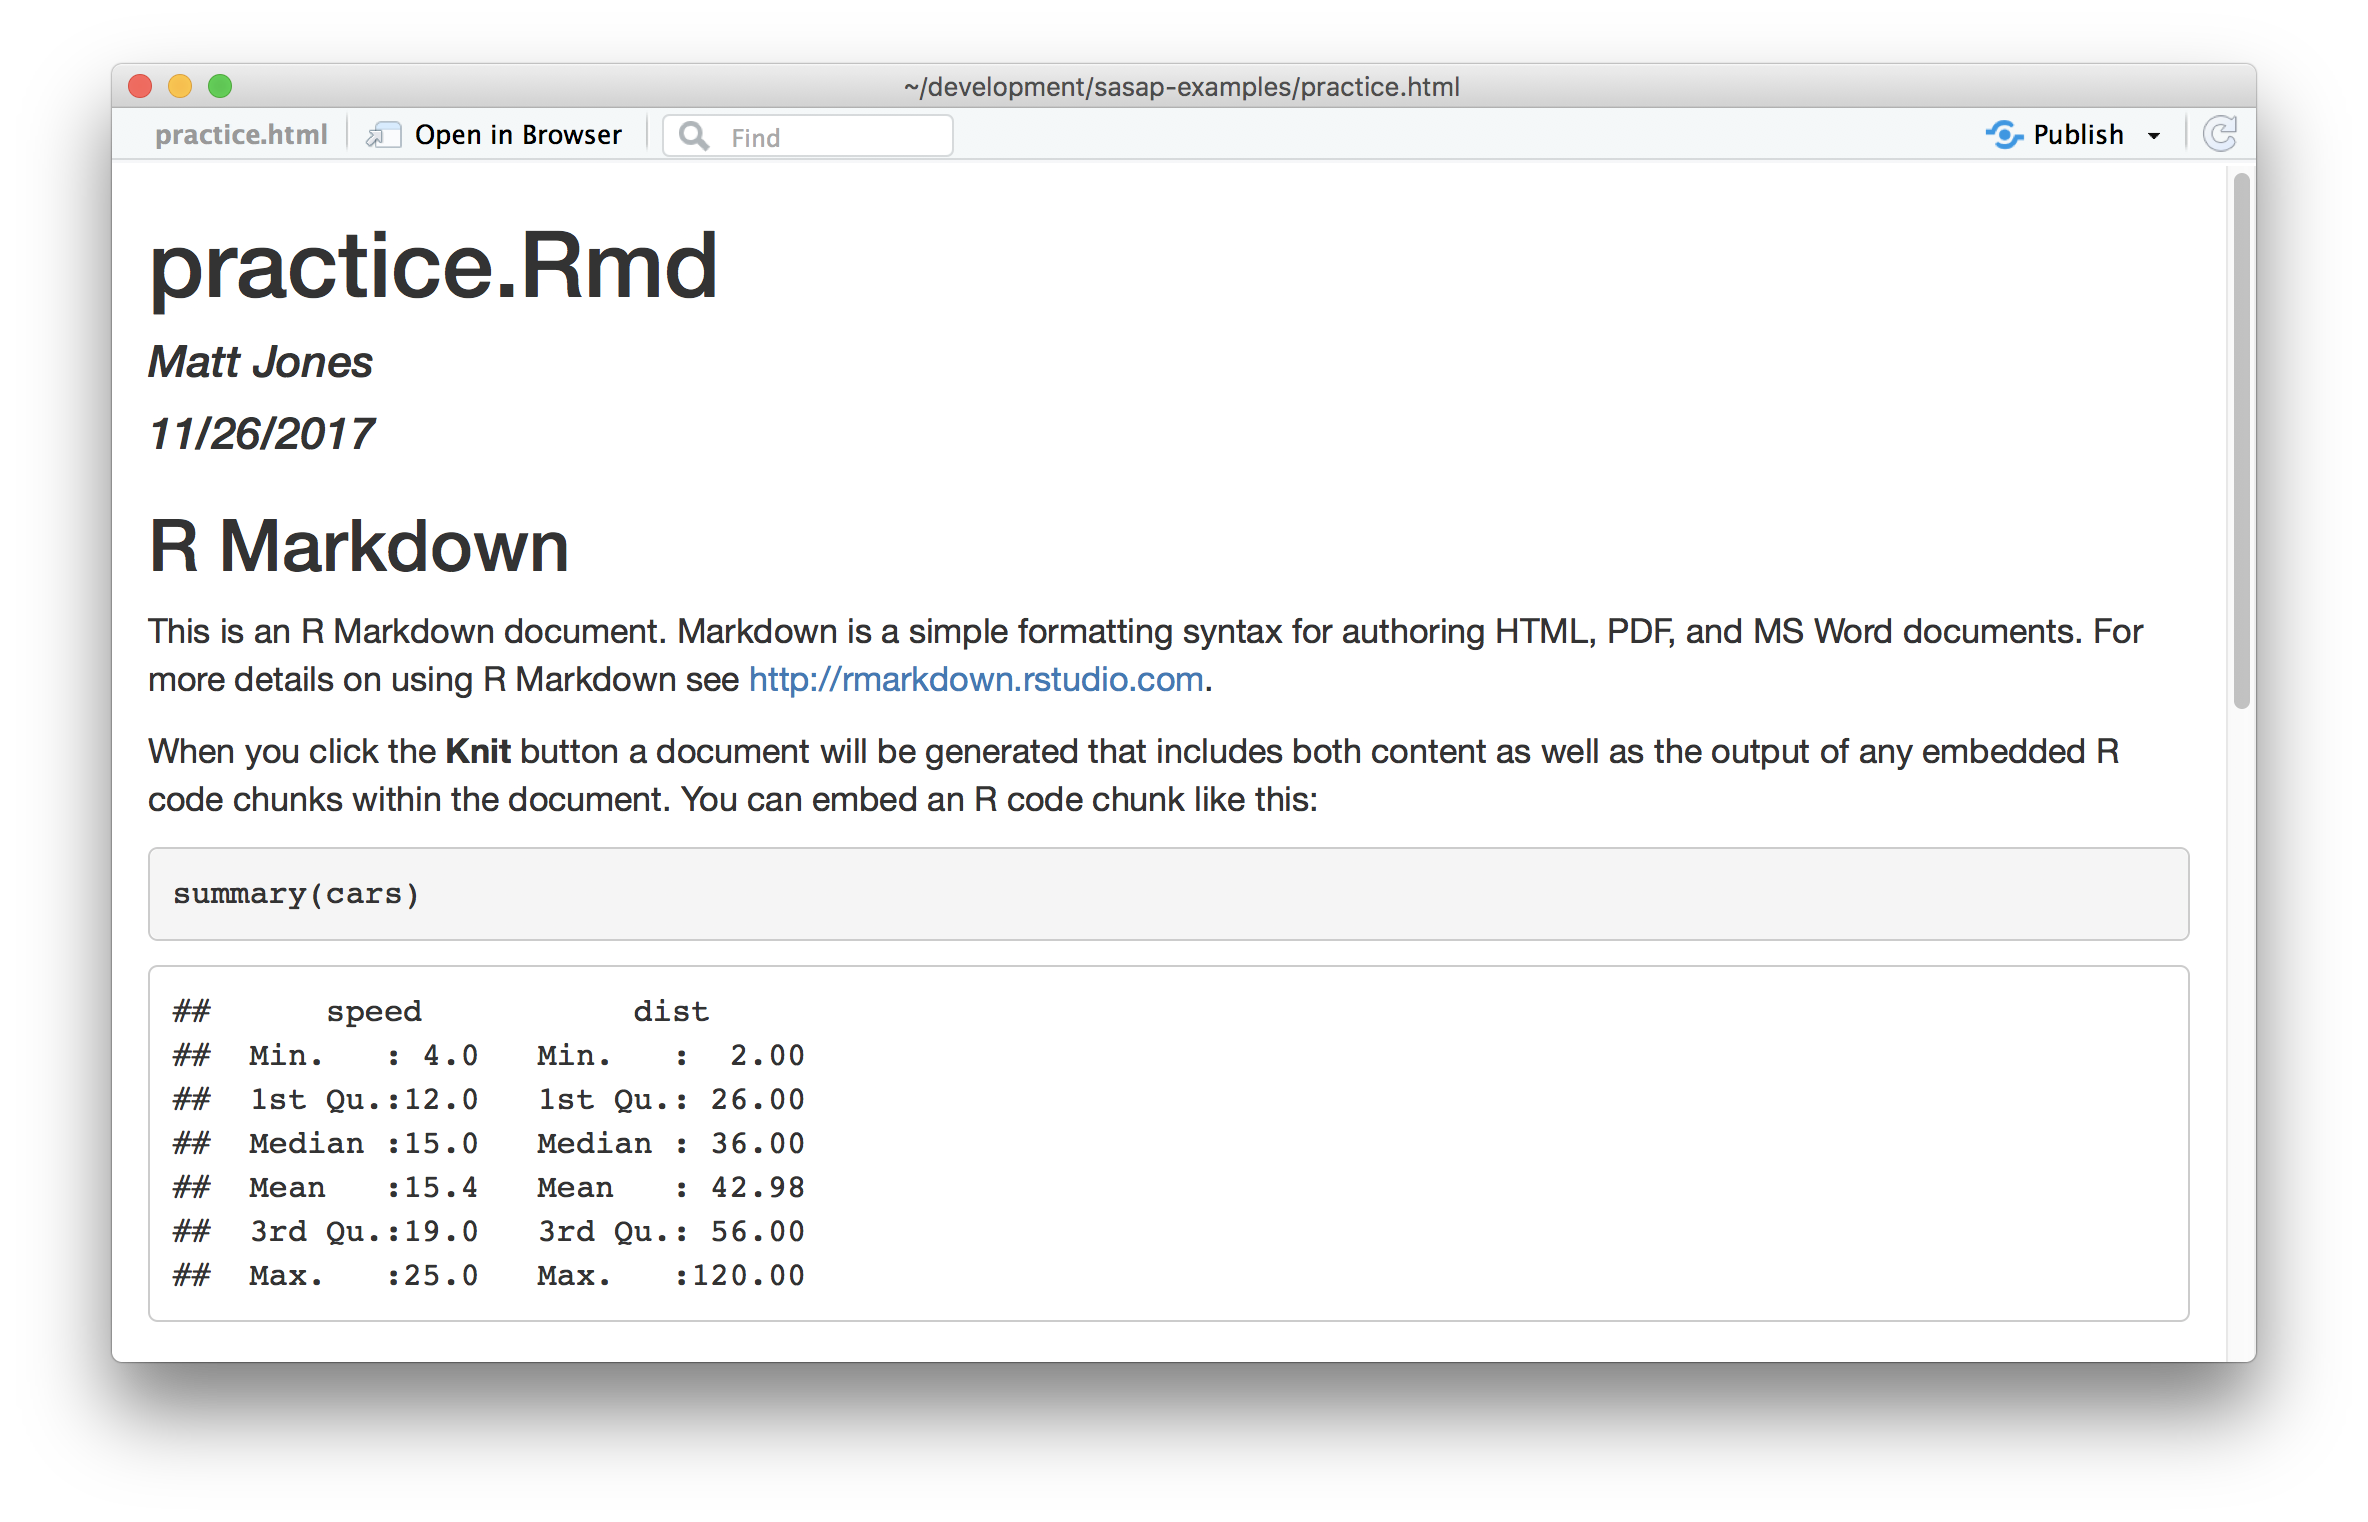 ~/development/sasap-examples/practice.html
practice.html Open in Browser Find Publish
practice.Rmd
Matt Jones
11/26/2017
R Markdown
This is an R Markdown document. Markdown is a simple formatting syntax for authoring HTML, PDF, and MS Word documents. For
more details on using R Markdown see http://rmarkdown.rstudio.com.
When you click the Knit button a document will be generated that includes both content as well as the output of any embedded R
code chunks within the document. You can embed an R code chunk like this:
summary(cars)
##      speed           dist
##  Min.   : 4.0   Min.   :  2.00
##  1st Qu.:12.0   1st Qu.: 26.00
##  Median :15.0   Median : 36.00
##  Mean   :15.4   Mean   : 42.98
##  3rd Qu.:19.0   3rd Qu.: 56.00
##  Max.   :25.0   Max.   :120.00